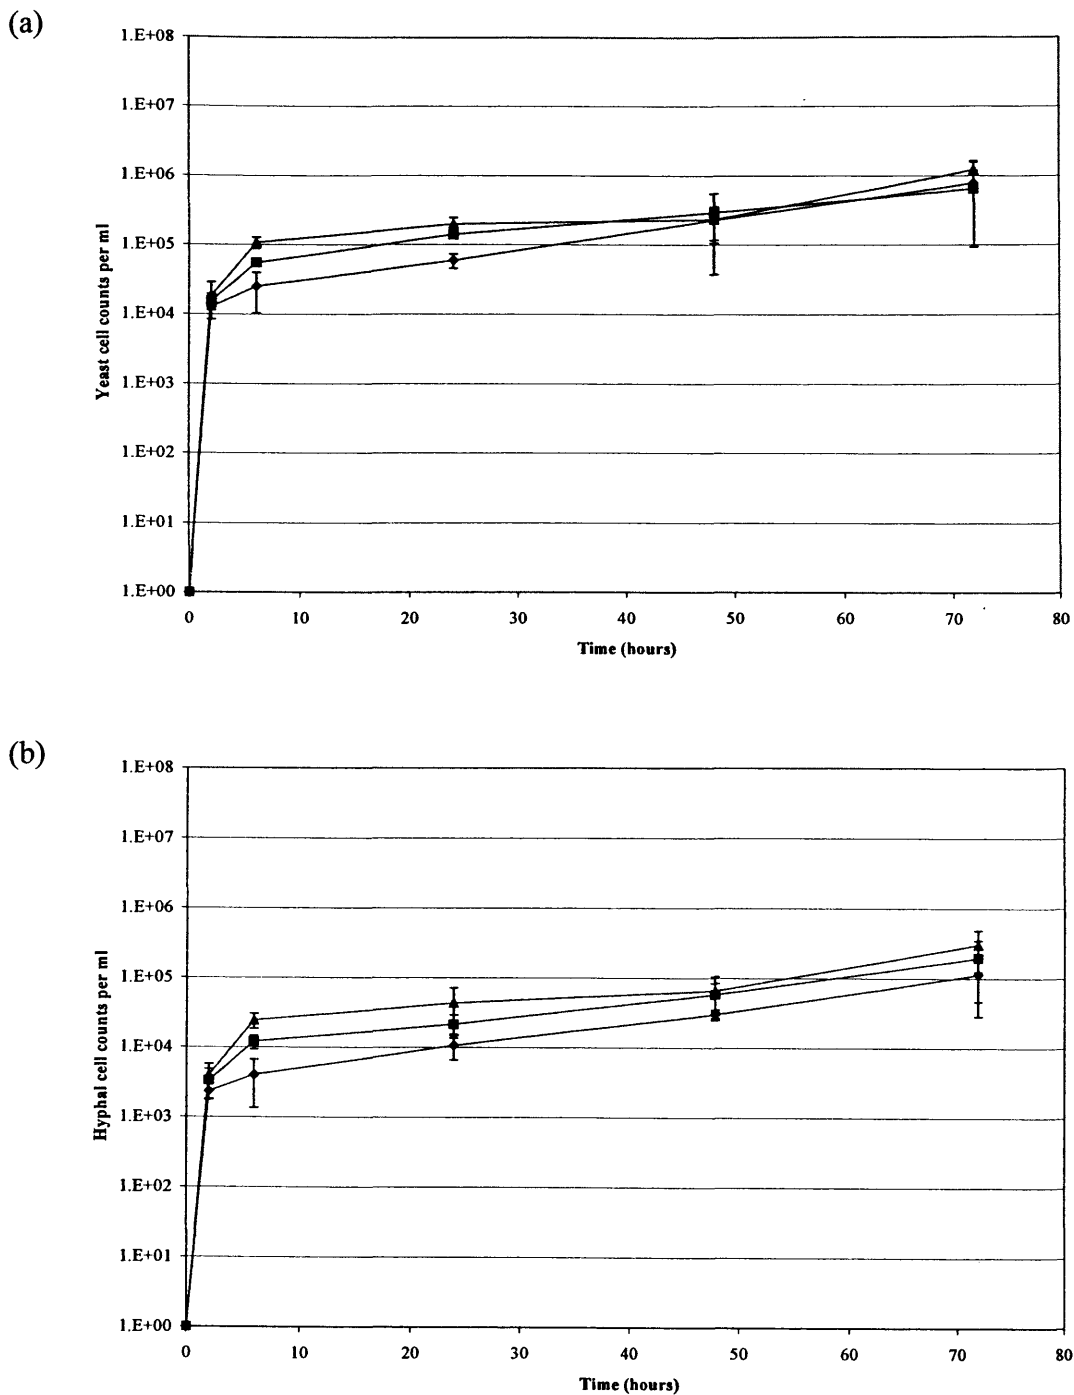 (a)
1.E+08
1.E+07
1.E+06
1.E+05
1.E+04
1.E+03
1.E+02
1.E+01
1.E+00
Yeast cell counts per ml
0 10 20 30 40 50 60 70 80
Time (hours)
(b)
1.E+08
1.E+07
1.E+06
1.E+05
1.E+04
1.E+03
1.E+02
1.E+01
1.E+00
Hyphal cell counts per ml
0 10 20 30 40 50 60 70 80
Time (hours)